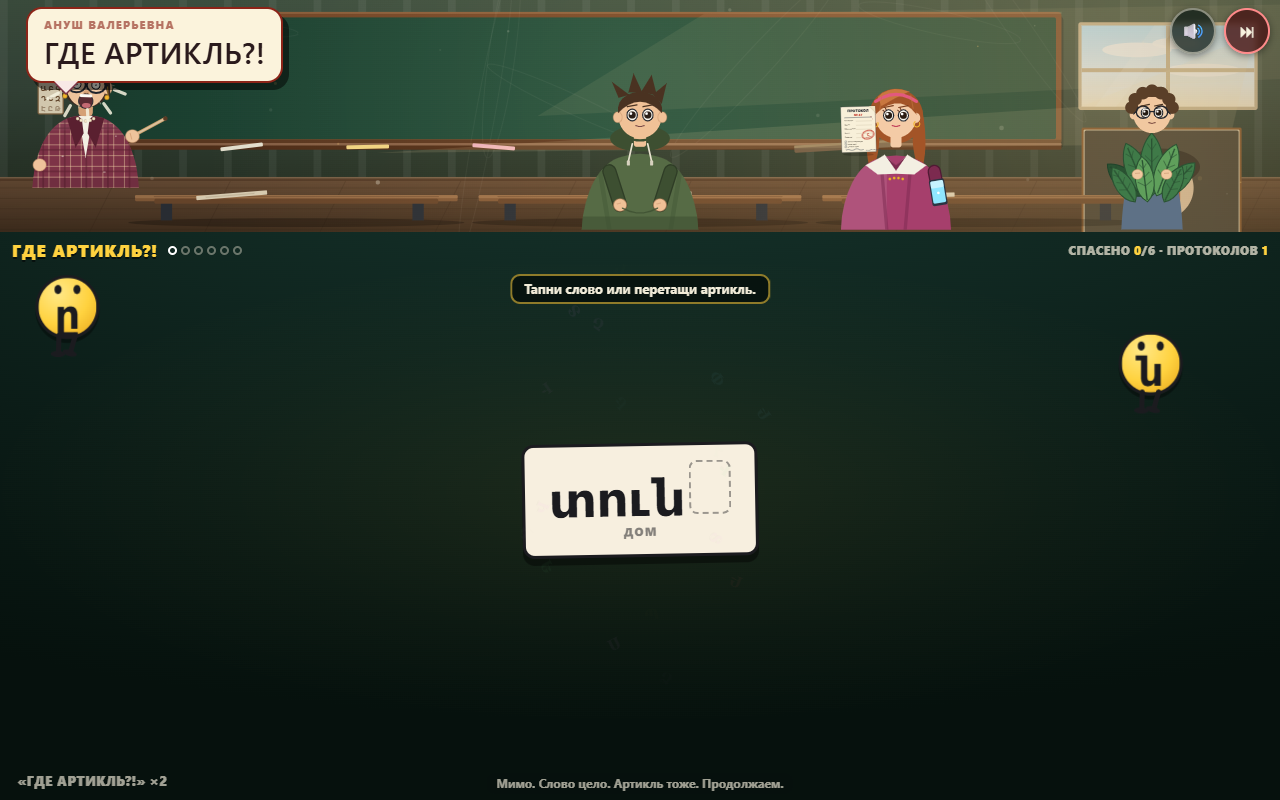 АНУШ ВАЛЕРЬЕВНА
ГДЕ АРТИКЛЬ?!
ПРОТОКОЛ
ГДЕ АРТИКЛЬ?!
СПАСЕНО 0/6 · ПРОТОКОЛОВ 1
Тапни слово или перетащи артикль.
ը
ն
տուն
ДОМ
«ГДЕ АРТИКЛЬ?!» ×2
Мимо. Слово цело. Артикль тоже. Продолжаем.